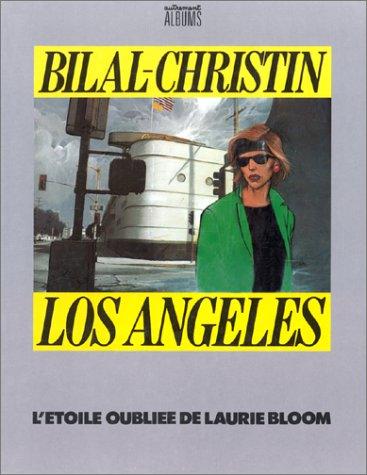 autrement
ALBUMS
BILAL-CHRISTIN
LOS ANGELES
L'ETOILE OUBLIEE DE LAURIE BLOOM